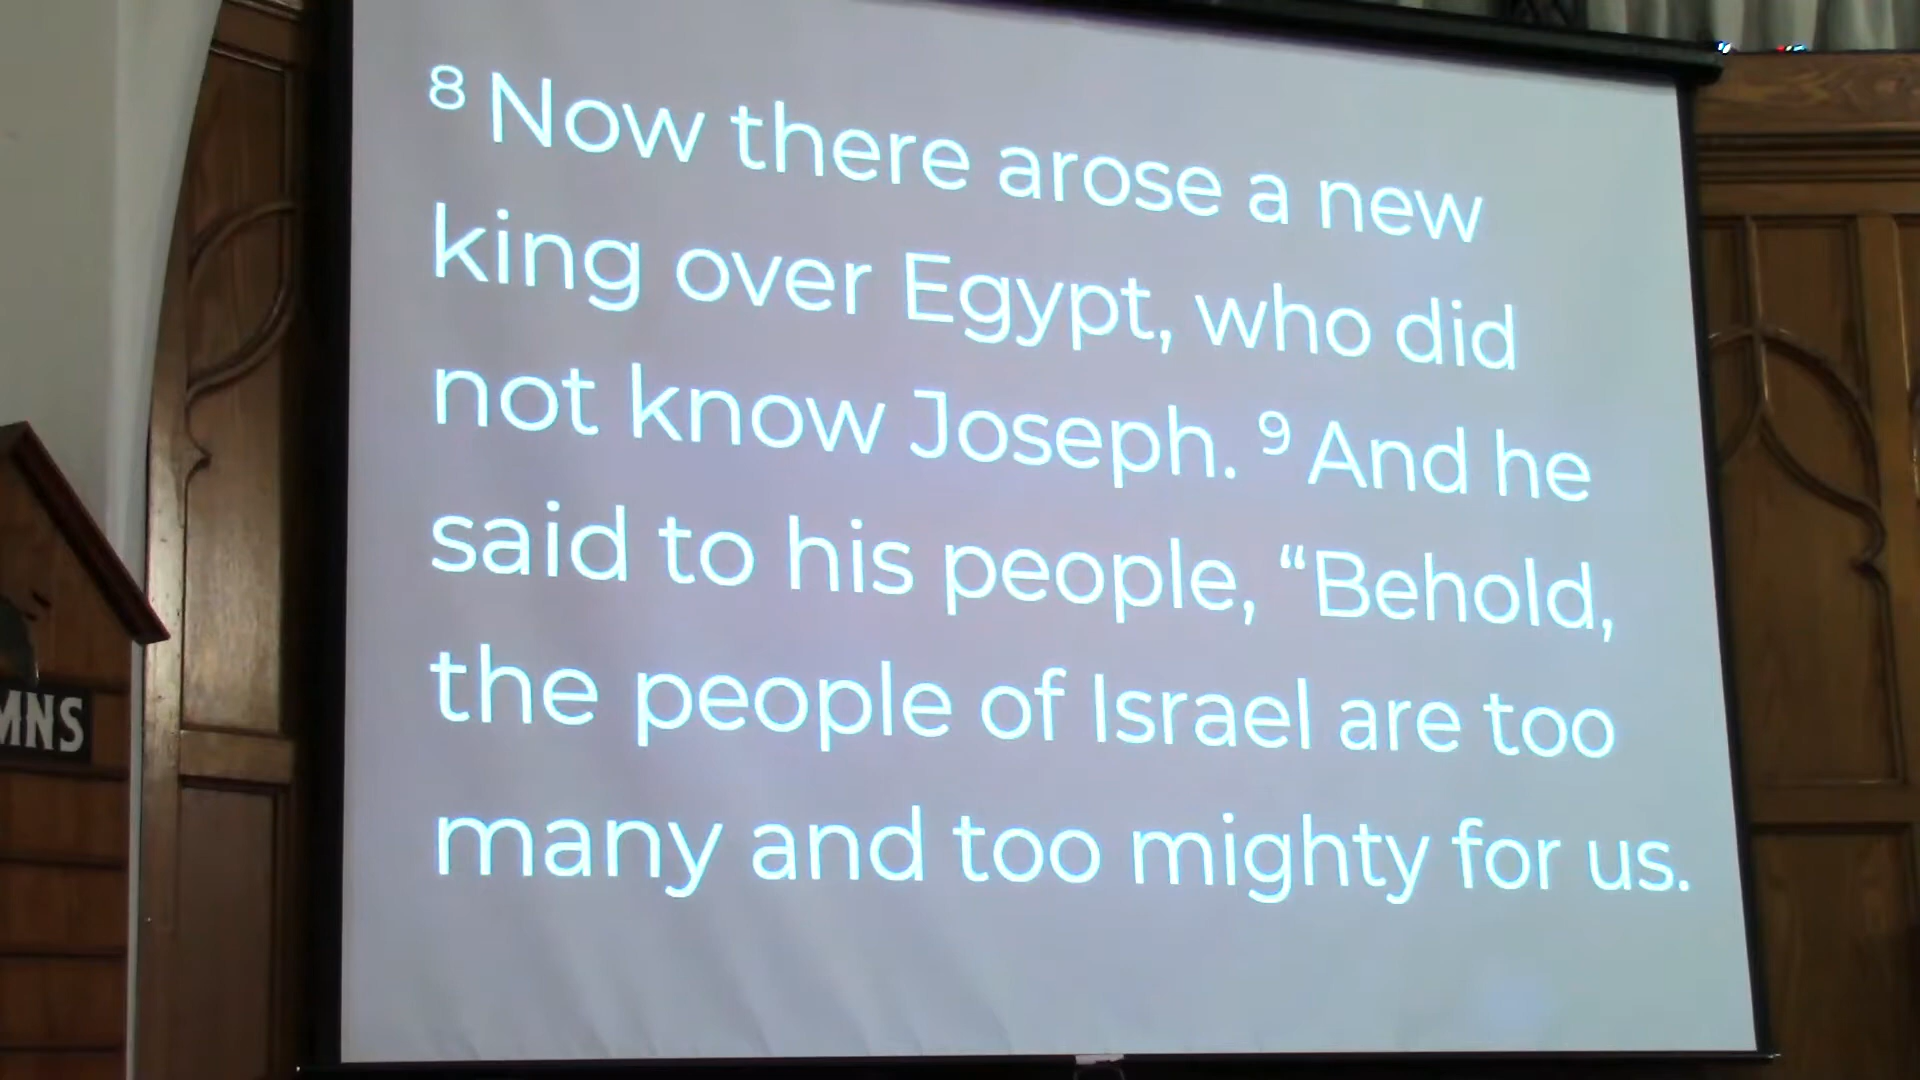 ⁸ Now there arose a new
king over Egypt, who did
not know Joseph. ⁹ And he
said to his people, “Behold,
the people of Israel are too
many and too mighty for us.
MNS